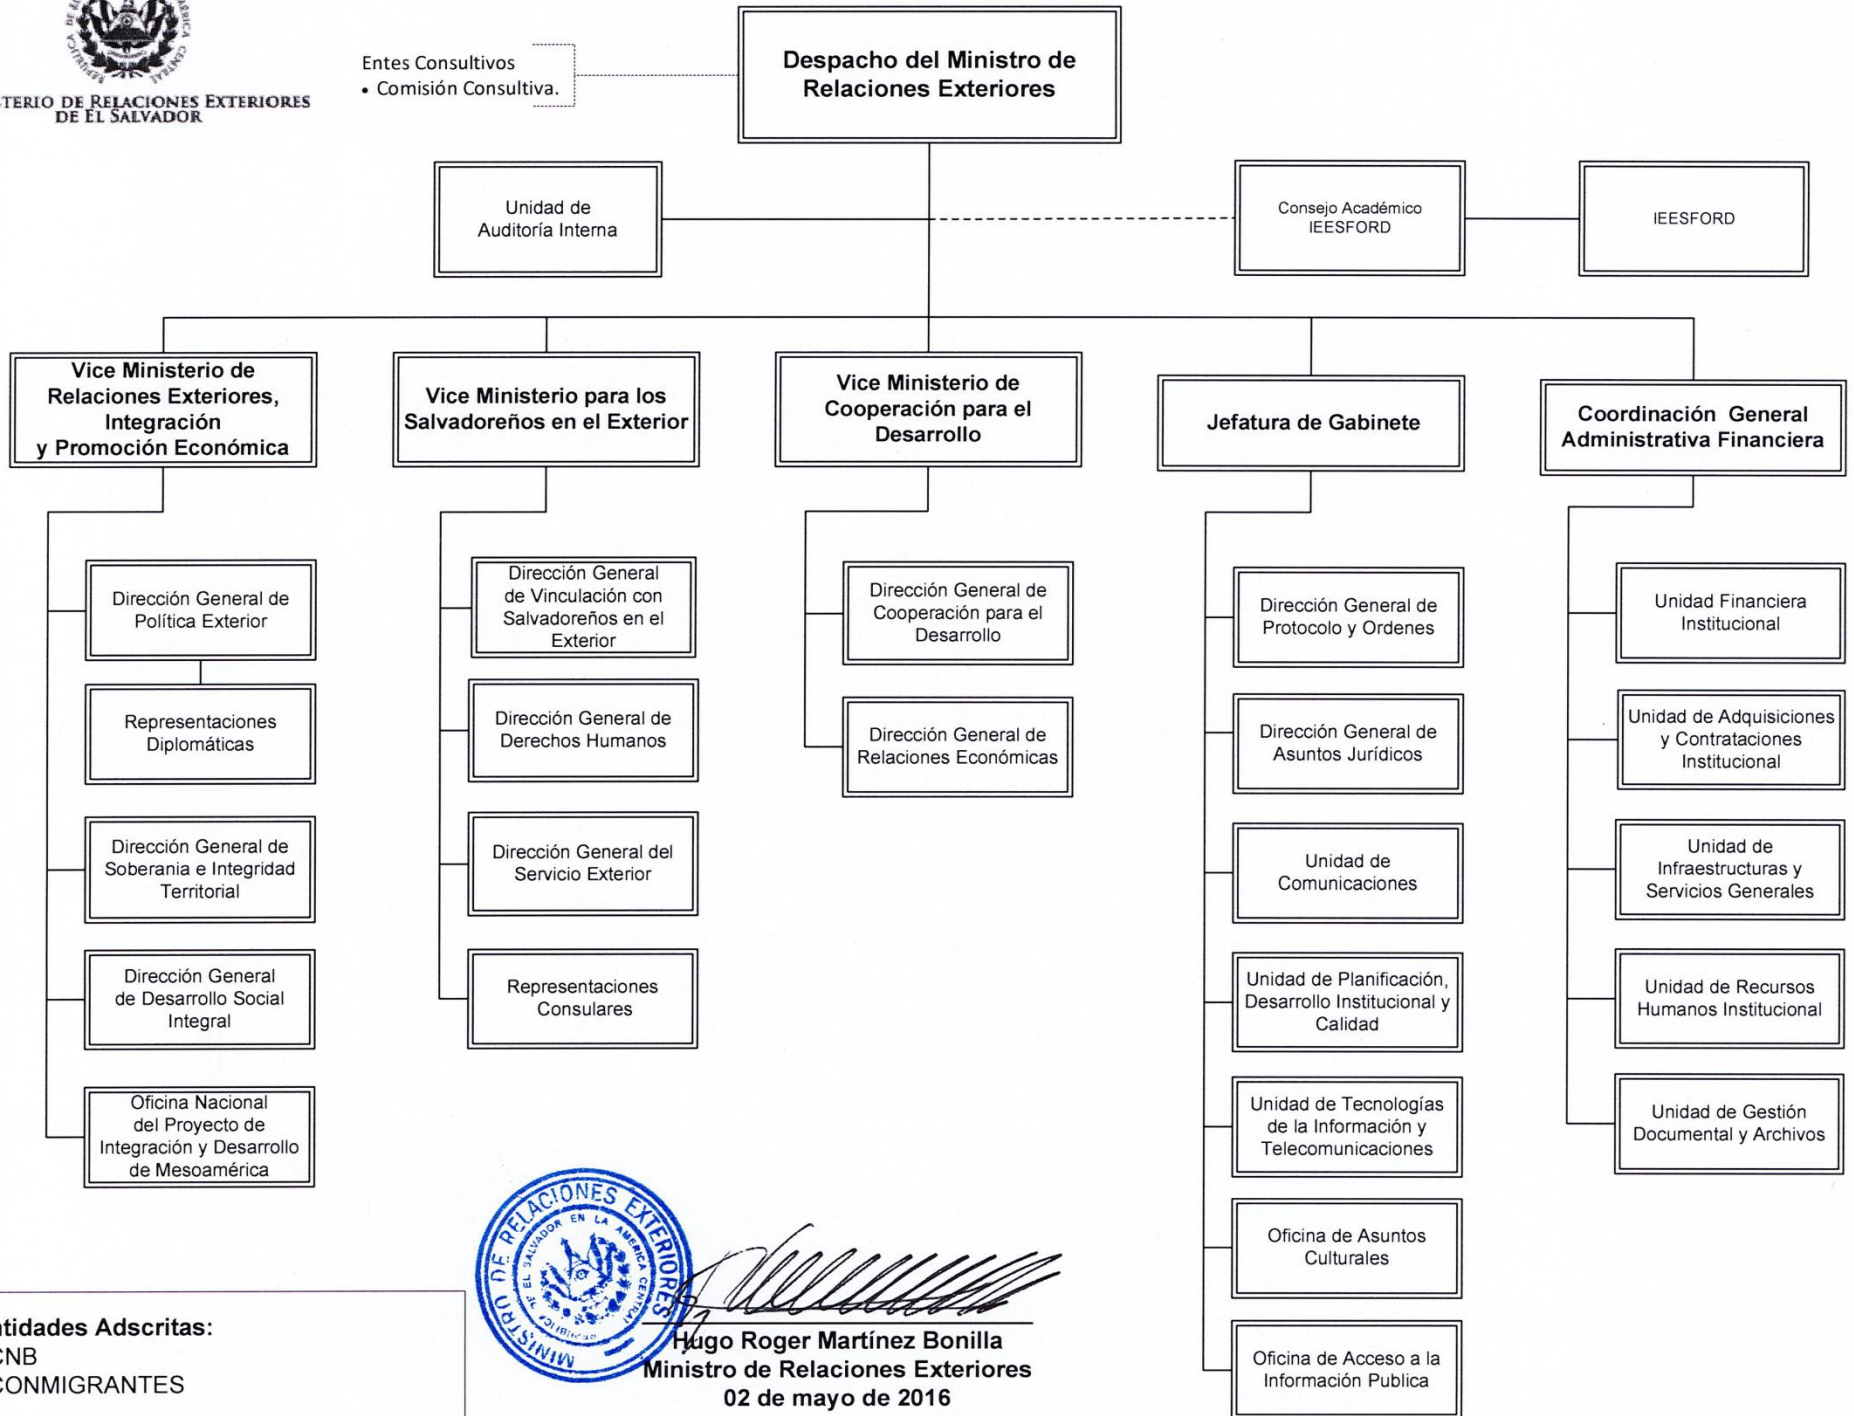 MINISTERIO DE RELACIONES EXTERIORES
DE EL SALVADOR
Entes Consultivos
• Comisión Consultiva.
Despacho del Ministro de
Relaciones Exteriores
Unidad de
Auditoría Interna
Consejo Académico
IEESFORD
IEESFORD
Vice Ministerio de
Relaciones Exteriores,
Integración
y Promoción Económica
Vice Ministerio para los
Salvadoreños en el Exterior
Vice Ministerio de
Cooperación para el
Desarrollo
Jefatura de Gabinete
Coordinación General
Administrativa Financiera
Dirección General de
Política Exterior
Representaciones
Diplomáticas
Dirección General de
Soberania e Integridad
Territorial
Dirección General
de Desarrollo Social
Integral
Oficina Nacional
del Proyecto de
Integración y Desarrollo
de Mesoamérica
Dirección General
de Vinculación con
Salvadoreños en el
Exterior
Dirección General de
Derechos Humanos
Dirección General del
Servicio Exterior
Representaciones
Consulares
Dirección General de
Cooperación para el
Desarrollo
Dirección General de
Relaciones Económicas
Dirección General de
Protocolo y Ordenes
Dirección General de
Asuntos Jurídicos
Unidad de
Comunicaciones
Unidad de Planificación,
Desarrollo Institucional y
Calidad
Unidad de Tecnologías
de la Información y
Telecomunicaciones
Oficina de Asuntos
Culturales
Oficina de Acceso a la
Información Publica
Unidad Financiera
Institucional
Unidad de Adquisiciones
y Contrataciones
Institucional
Unidad de
Infraestructuras y
Servicios Generales
Unidad de Recursos
Humanos Institucional
Unidad de Gestión
Documental y Archivos
Adscritas:
CONMIGRANTES
MINISTRO DE RELACIONES EXTERIORES
REPUBLICA DE EL SALVADOR EN LA AMERICA CENTRAL
Hugo Roger Martínez Bonilla
Ministro de Relaciones Exteriores
02 de mayo de 2016